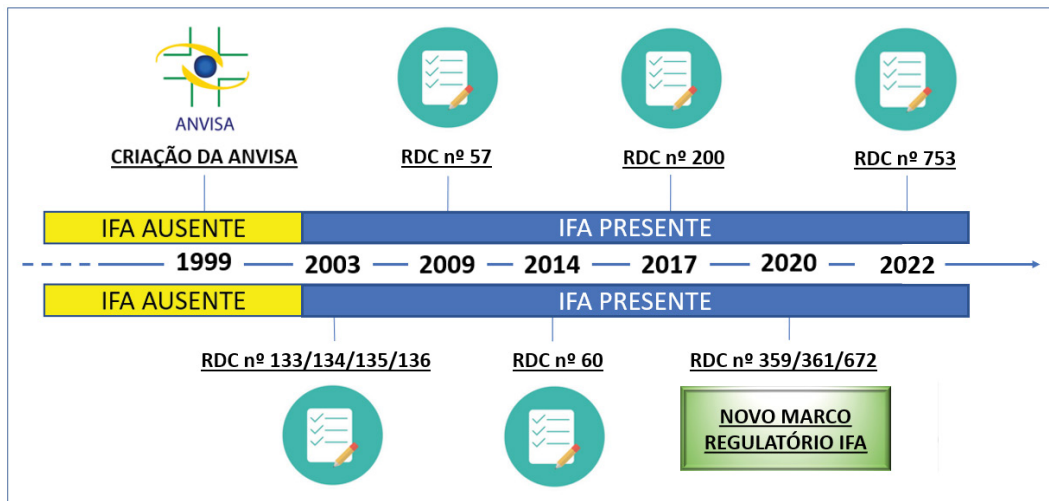 ANVISA
CRIAÇÃO DA ANVISA
RDC nº 57
RDC nº 200
RDC nº 753
IFA AUSENTE
IFA PRESENTE
1999
2003
2009
2014
2017
2020
2022
IFA AUSENTE
IFA PRESENTE
RDC nº 133/134/135/136
RDC nº 60
RDC nº 359/361/672
NOVO MARCO
REGULATÓRIO IFA